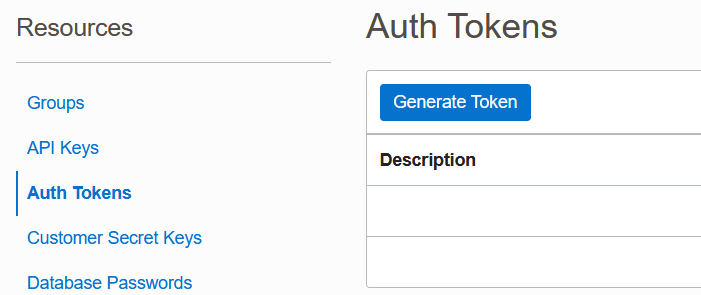 Resources
Groups
API Keys
Auth Tokens
Customer Secret Keys
Database Passwords
Auth Tokens
Generate Token
Description